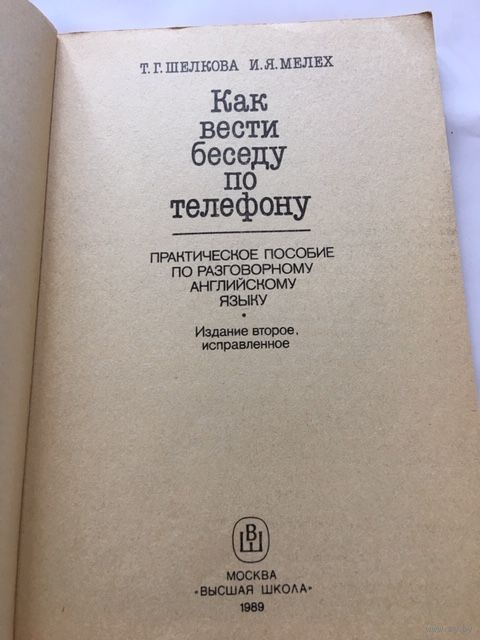 Т. Г. ШЕЛКОВА И. Я. МЕЛЕХ
Как
вести
беседу
по
телефону
ПРАКТИЧЕСКОЕ ПОСОБИЕ
ПО РАЗГОВОРНОМУ
АНГЛИЙСКОМУ
ЯЗЫКУ
•
Издание второе,
исправленное
ВШ
МОСКВА
«ВЫСШАЯ ШКОЛА»
1989